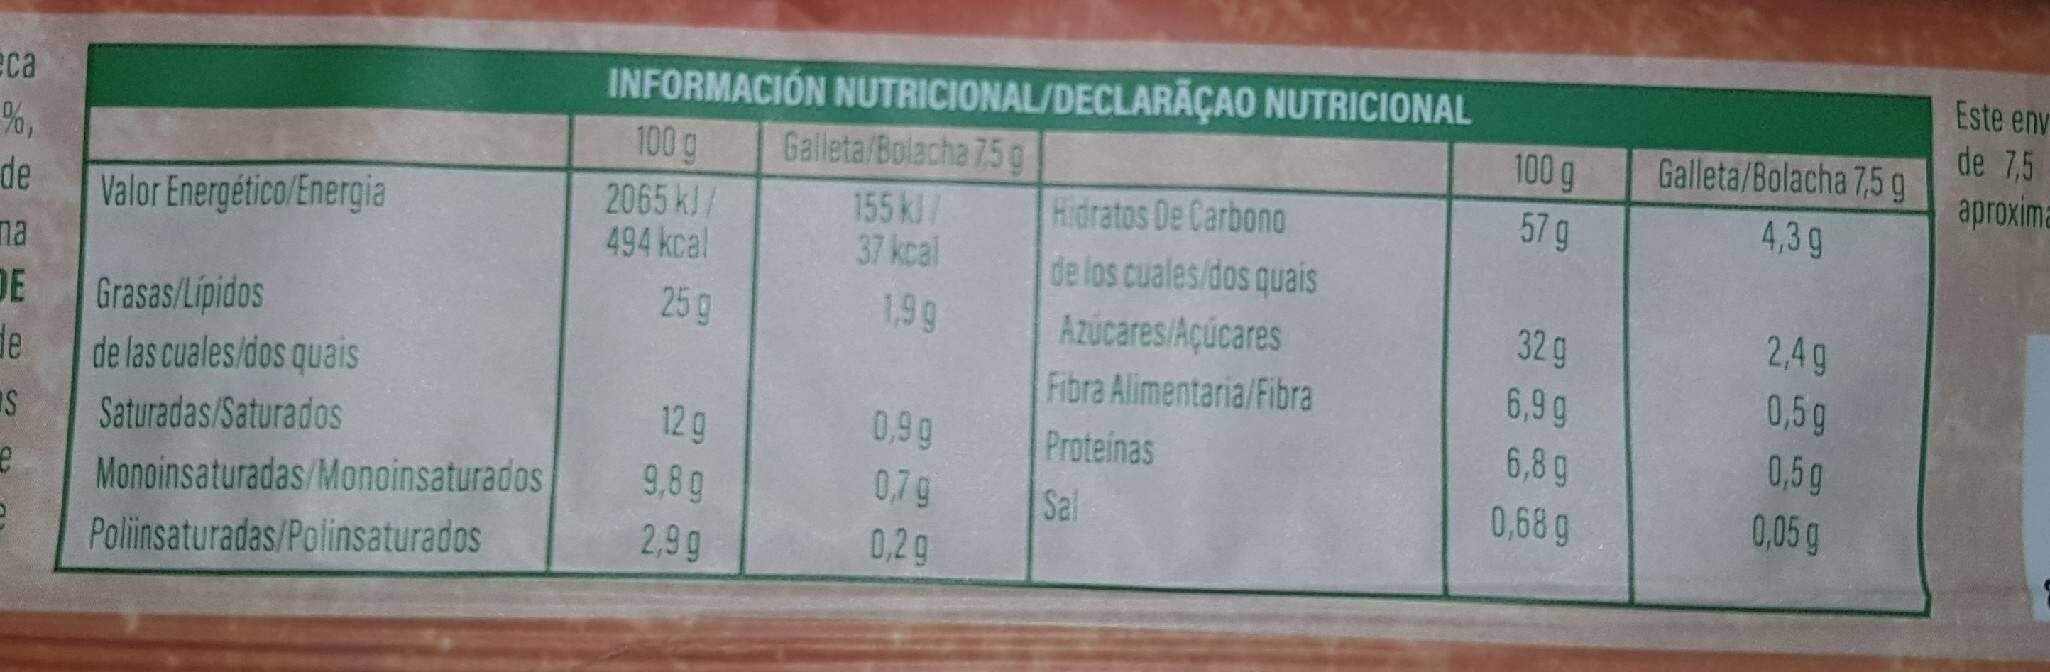 eca
%,
de
na
DE
de
os
e
e
INFORMACIÓN NUTRICIONAL/DECLARÃÇAO NUTRICIONAL
100 g Galleta/Bolacha 7,5 g
Valor Energético/Energia 2065 kJ / 155 kJ /
494 kcal 37 kcal
Grasas/Lípidos 25 g 1,9 g
de las cuales/dos quais
Saturadas/Saturados 12 g 0,9 g
Monoinsaturadas/Monoinsaturados 9,8 g 0,7 g
Poliinsaturadas/Polinsaturados 2,9 g 0,2 g
100 g Galleta/Bolacha 7,5 g
Hidratos De Carbono 57 g 4,3 g
de los cuales/dos quais
Azúcares/Açúcares 32 g 2,4 g
Fibra Alimentaria/Fibra 6,9 g 0,5 g
Proteínas 6,8 g 0,5 g
Sal 0,68 g 0,05 g
Este env
de 7,5
aproxima